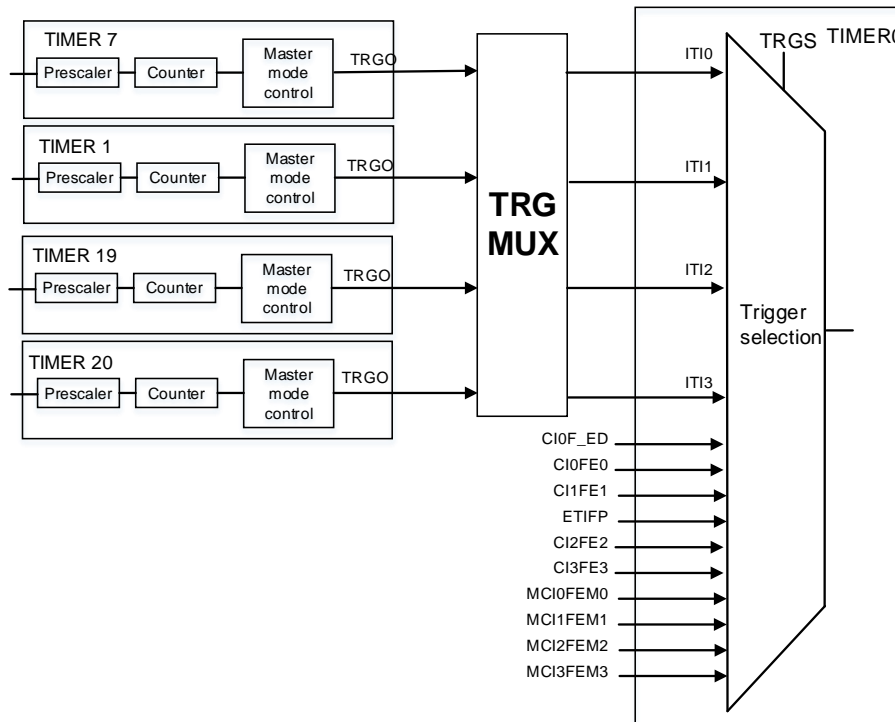 TIMER 7
Prescaler
Counter
Master
mode
control
TRGO
TIMER 1
Prescaler
Counter
Master
mode
control
TRGO
TIMER 19
Prescaler
Counter
Master
mode
control
TRGO
TIMER 20
Prescaler
Counter
Master
mode
control
TRGO
TRG
MUX
ITI0
ITI1
ITI2
ITI3
CI0F_ED
CI0FE0
CI1FE1
ETIFP
CI2FE2
CI3FE3
MCI0FEM0
MCI1FEM1
MCI2FEM2
MCI3FEM3
TRGS
TIMER0
Trigger
selection